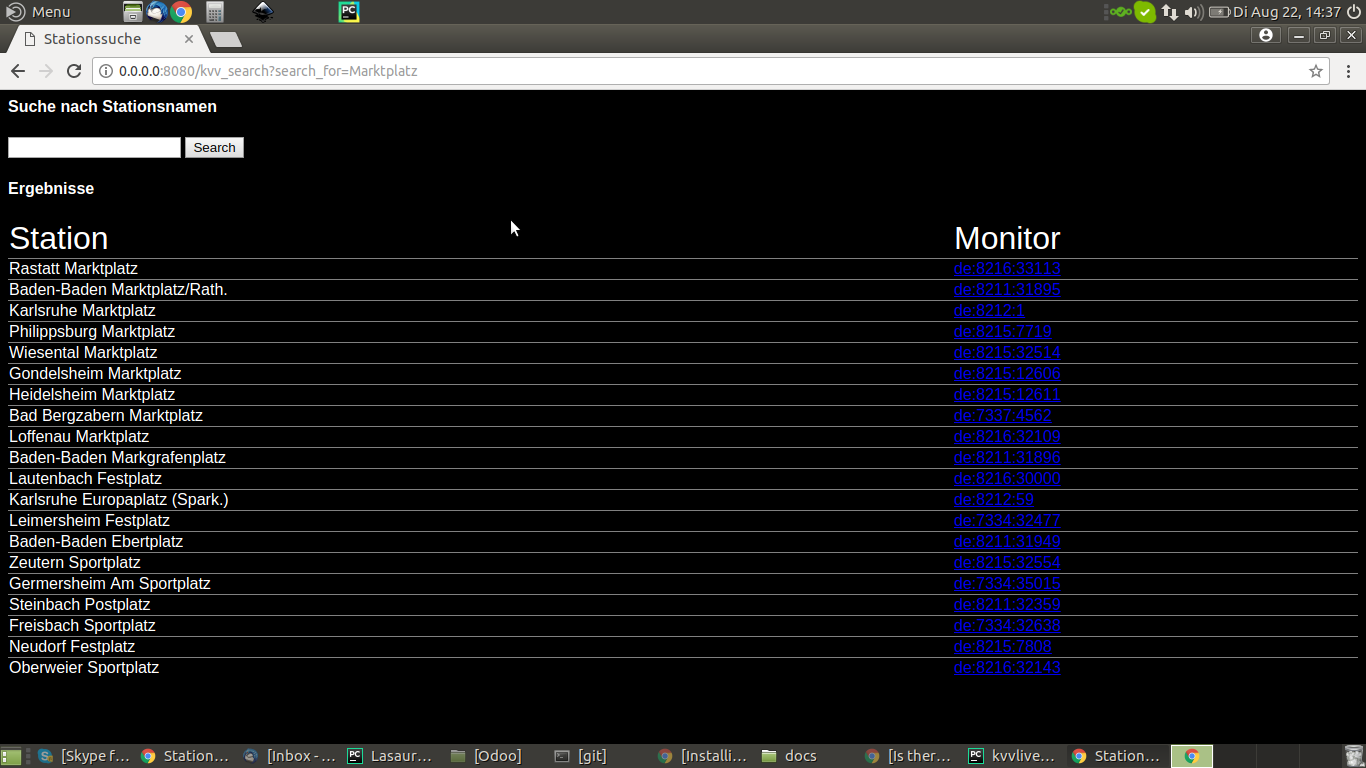 Menu
Di Aug 22, 14:37
Stationssuche
0.0.0.0:8080/kvv_search?search_for=Marktplatz
Suche nach Stationsnamen
Search
Ergebnisse
Station Monitor
Rastatt Marktplatz de:8216:33113
Baden-Baden Marktplatz/Rath. de:8211:31895
Karlsruhe Marktplatz de:8212:1
Philippsburg Marktplatz de:8215:7719
Wiesental Marktplatz de:8215:32514
Gondelsheim Marktplatz de:8215:12606
Heidelsheim Marktplatz de:8215:12611
Bad Bergzabern Marktplatz de:7337:4562
Loffenau Marktplatz de:8216:32109
Baden-Baden Markgrafenplatz de:8211:31896
Lautenbach Festplatz de:8216:30000
Karlsruhe Europaplatz (Spark.) de:8212:59
Leimersheim Festplatz de:7334:32477
Baden-Baden Ebertplatz de:8211:31949
Zeutern Sportplatz de:8215:32554
Germersheim Am Sportplatz de:7334:35015
Steinbach Postplatz de:8211:32359
Freisbach Sportplatz de:7334:32638
Neudorf Festplatz de:8215:7808
Oberweier Sportplatz de:8216:32143
[Skype f... Station... [Inbox -... Lasaur... [Odoo] [git] [Installi... docs [Is ther... kvvlive... Station...